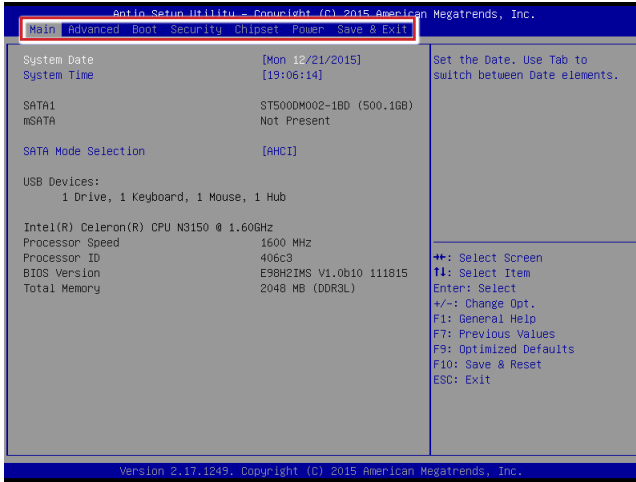 Aptio Setup Utility – Copyright (C) 2015 American Megatrends, Inc.
Main Advanced Boot Security Chipset Power Save & Exit
System Date [Mon 12/21/2015]
System Time [19:06:14]
SATA1 ST500DM002-1BD (500.1GB)
mSATA Not Present
SATA Mode Selection [AHCI]
USB Devices:
1 Drive, 1 Keyboard, 1 Mouse, 1 Hub
Intel(R) Celeron(R) CPU N3150 @ 1.60GHz
Processor Speed 1600 MHz
Processor ID 406c3
BIOS Version E98H2IMS V1.0b10 111815
Total Memory 2048 MB (DDR3L)
Set the Date. Use Tab to
switch between Date elements.
→←: Select Screen
↑↓: Select Item
Enter: Select
+/-: Change Opt.
F1: General Help
F7: Previous Values
F9: Optimized Defaults
F10: Save & Reset
ESC: Exit
Version 2.17.1249. Copyright (C) 2015 American Megatrends, Inc.